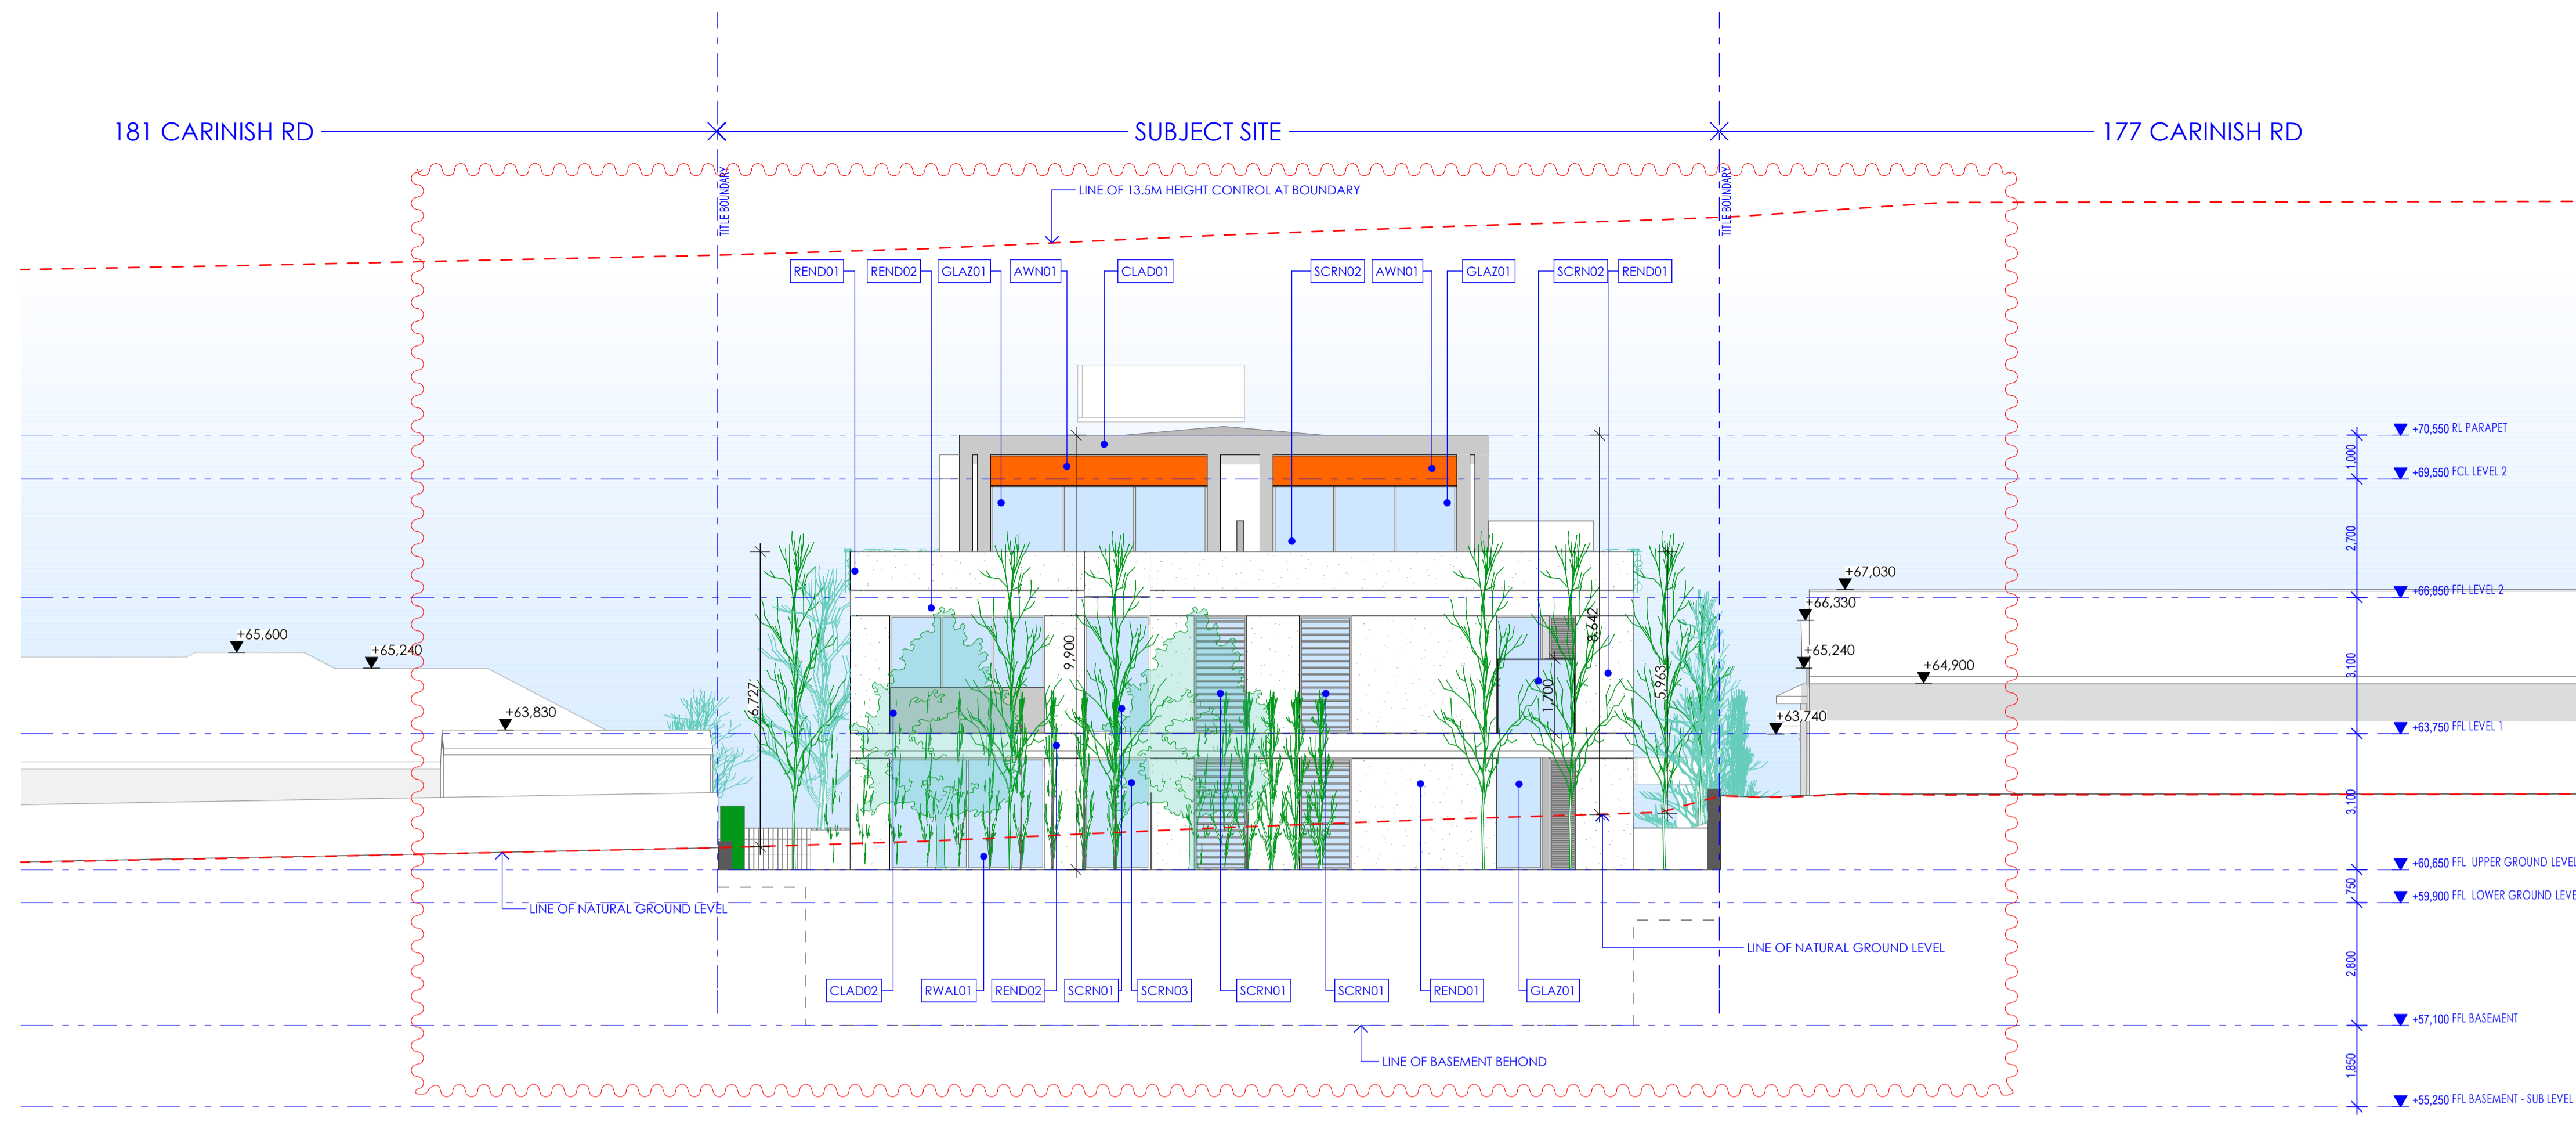 181 CARINISH RD
SUBJECT SITE
177 CARINISH RD
TITLE BOUNDARY
TITLE BOUNDARY
LINE OF 13.5M HEIGHT CONTROL AT BOUNDARY
REND01
REND02
GLAZ01
AWN01
CLAD01
SCRN02
AWN01
GLAZ01
SCRN02
REND01
+70,550 RL PARAPET
1,000
+69,550 FCL LEVEL 2
2,700
+67,030
+66,850 FFL LEVEL 2
+66,330
+65,600
+65,240
+65,240
+64,900
9,900
8,642
6,727
5,963
1,700
3,100
+63,830
+63,740
+63,750 FFL LEVEL 1
3,100
+60,650 FFL UPPER GROUND LEVEL
750
+59,900 FFL LOWER GROUND LEVE
LINE OF NATURAL GROUND LEVEL
LINE OF NATURAL GROUND LEVEL
2,800
CLAD02
RWAL01
REND02
SCRN01
SCRN03
SCRN01
SCRN01
REND01
GLAZ01
+57,100 FFL BASEMENT
LINE OF BASEMENT BEHOND
1,850
+55,250 FFL BASEMENT - SUB LEVEL